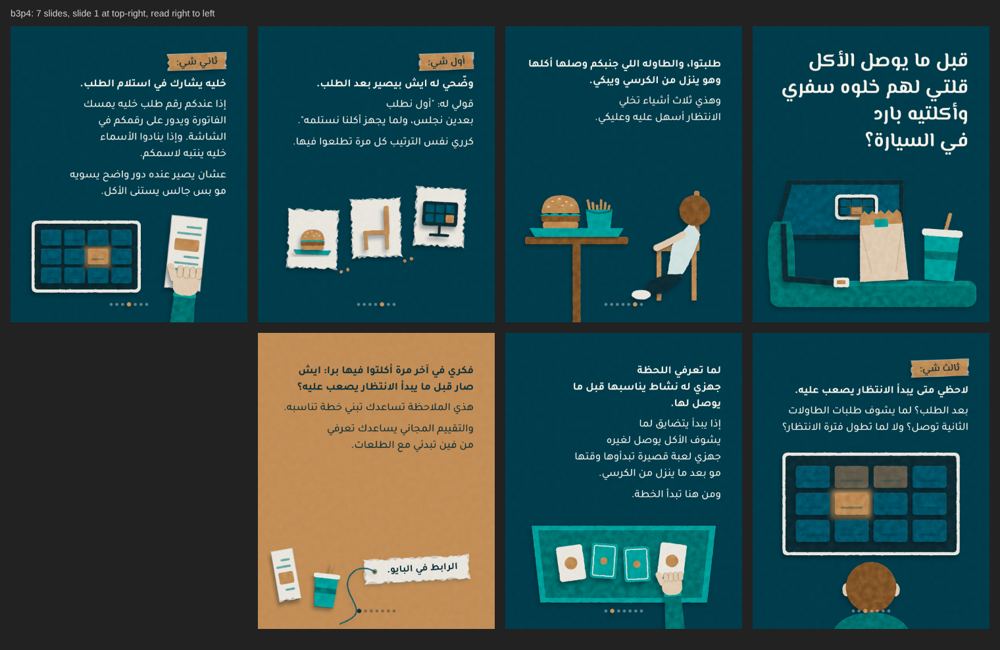 b3p4: 7 slides, slide 1 at top-right, read right to left
قبل ما يوصل الأكل
قلتي لهم خلوه سفري
وأكلتيه بارد
في السيارة؟
طلبتوا، والطاوله اللي جنبكم وصلها أكلها
وهو ينزل من الكرسي ويبكي.
وهذي ثلاث أشياء تخلي
الانتظار أسهل عليه وعليكي.
أول شي:
وضّحي له ايش بيصير بعد الطلب.
قولي له: "أول نطلب
بعدين نجلس، ولما يجهز أكلنا نستلمه".
كرري نفس الترتيب كل مرة تطلعوا فيها.
ثاني شي:
خليه يشارك في استلام الطلب.
إذا عندكم رقم طلب خليه يمسك
الفاتورة ويدور على رقمكم في
الشاشة. وإذا ينادوا الأسماء
خليه ينتبه لاسمكم.
عشان يصير عنده دور واضح يسويه
مو بس جالس يستنى الأكل.
ثالث شي:
لاحظي متى يبدأ الانتظار يصعب عليه.
بعد الطلب؟ لما يشوف طلبات الطاولات
الثانية توصل؟ ولا لما تطول فترة الانتظار؟
لما تعرفي اللحظة
جهزي له نشاط يناسبها قبل ما
يوصل لها.
إذا يبدأ يتضايق لما
يشوف الأكل يوصل لغيره
جهزي لعبة قصيرة تبدأوها وقتها
مو بعد ما ينزل من الكرسي.
ومن هنا تبدأ الخطة.
فكري في آخر مرة أكلتوا فيها برا: ايش
صار قبل ما يبدأ الانتظار يصعب عليه؟
هذي الملاحظة تساعدك تبني خطة تناسبه.
والتقييم المجاني يساعدك تعرفي
من فين تبدئي مع الطلعات.
الرابط في البايو.